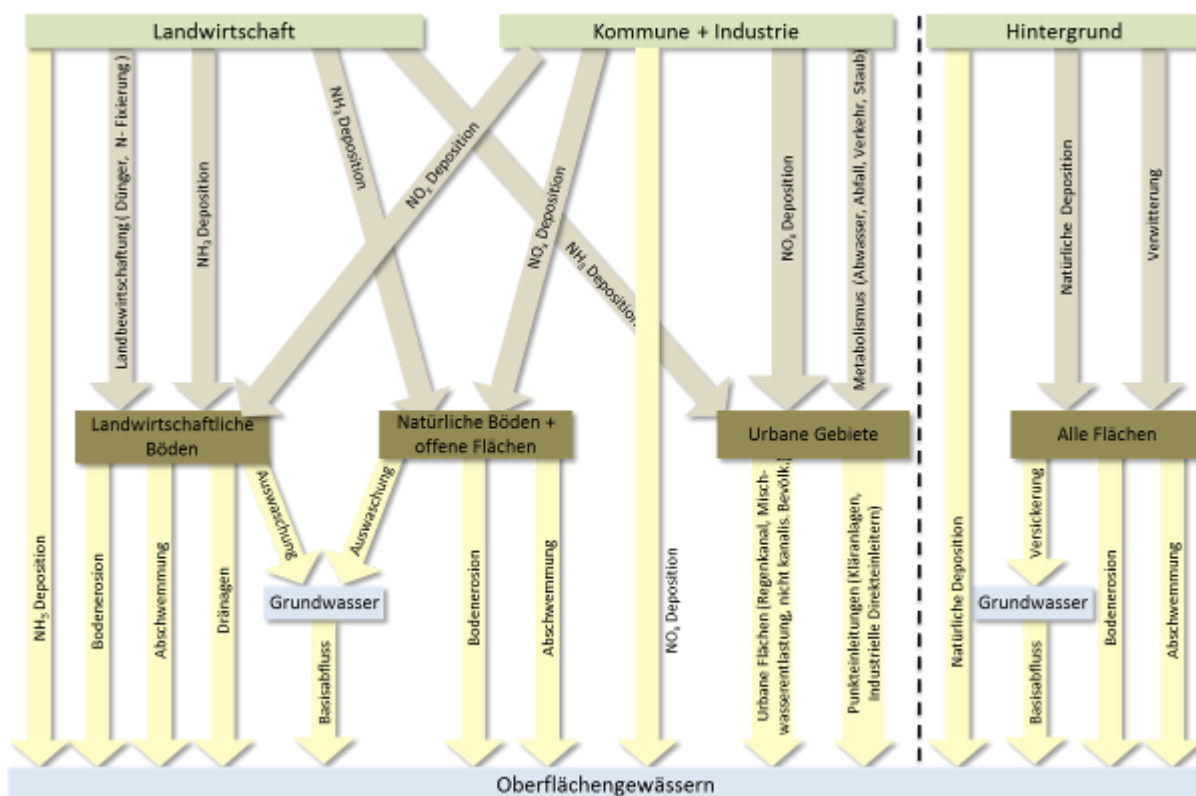 Landwirtschaft
Kommune + Industrie
Hintergrund
Landbewirtschaftung ( Dünger,  N- Fixierung )
NH₃ Deposition
NH₃ Deposition
NOₓ Deposition
NOₓ Deposition
NH₃ Deposition
NOₓ Deposition
Metabolismus (Abwasser, Abfall, Verkehr, Staub)
Natürliche Deposition
Verwitterung
Landwirtschaftliche
Böden
Natürliche Böden +
offene Flächen
Urbane Gebiete
Alle Flächen
NH₃ Deposition
Bodenerosion
Abschwemmung
Dränagen
Auswaschung
Auswaschung
Grundwasser
Basisabfluss
Bodenerosion
Abschwemmung
NOₓ Deposition
Urbane Flächen (Regenkanal, Misch-
wasserentlastung, nicht kanalis. Bevölk.)
Punkteinleitungen (Kläranlagen,
Industrielle Direkteinleitern)
Natürliche Deposition
Versickerung
Grundwasser
Basisabfluss
Bodenerosion
Abschwemmung
Oberflächengewässern